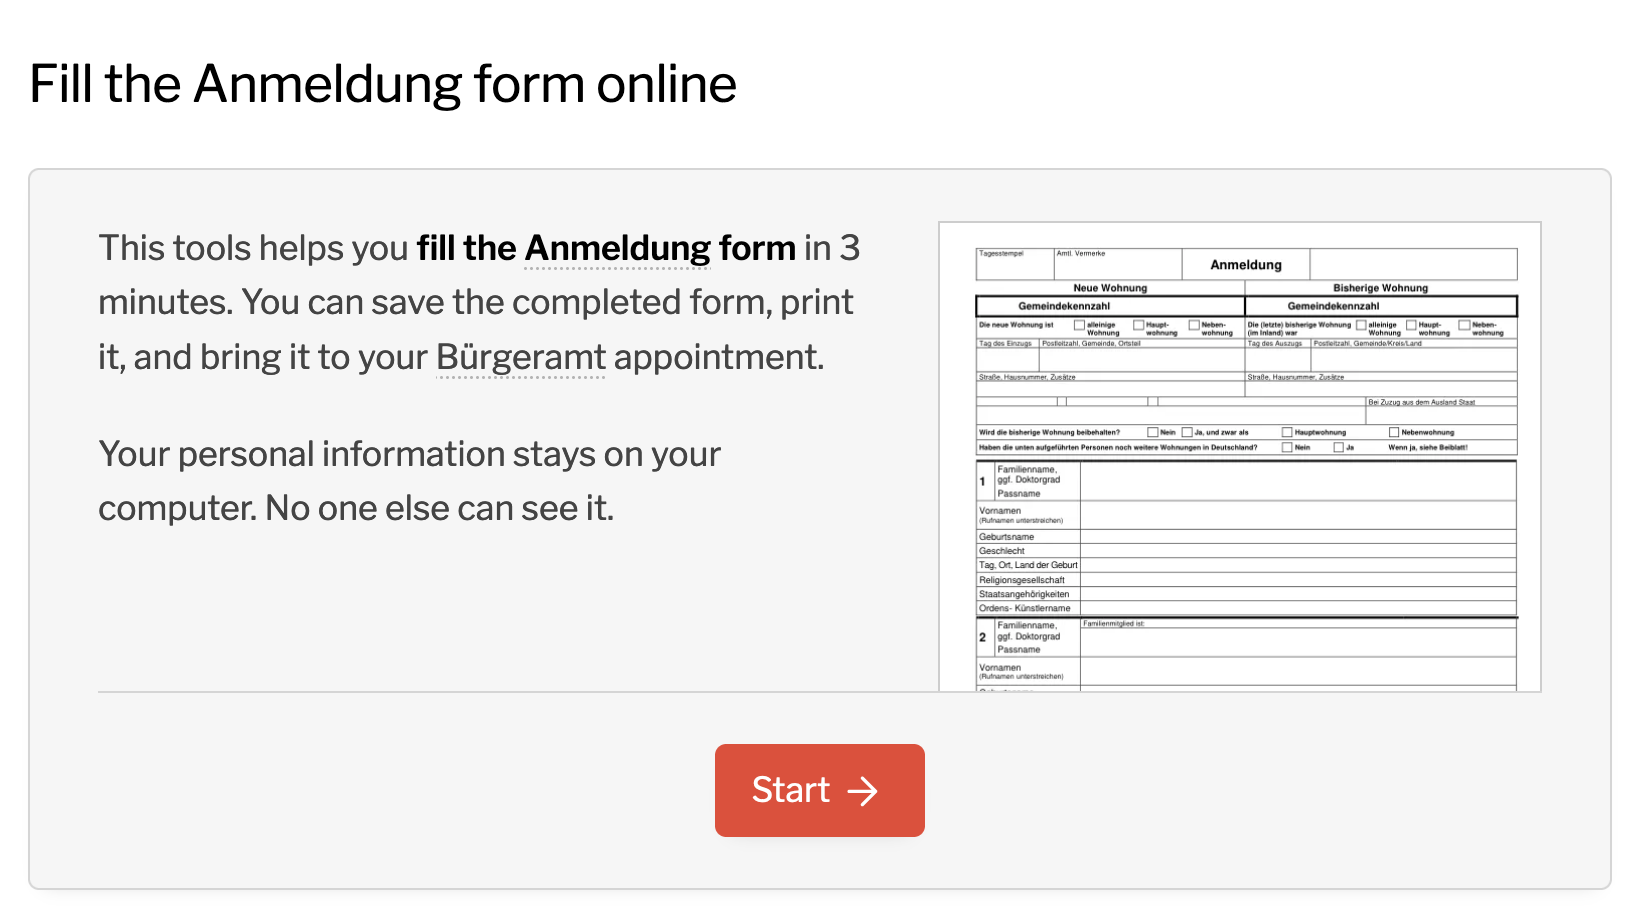 Fill the Anmeldung form online
This tools helps you fill the Anmeldung form in 3
minutes. You can save the completed form, print
it, and bring it to your Bürgeramt appointment.
Your personal information stays on your
computer. No one else can see it.
Tagesstempel
Amtl. Vermerke
Anmeldung
Neue Wohnung
Bisherige Wohnung
Gemeindekennzahl
Gemeindekennzahl
Die neue Wohnung ist
alleinige
Wohnung
Haupt-
wohnung
Neben-
wohnung
Die (letzte) bisherige Wohnung
(im Inland) war
alleinige
Wohnung
Haupt-
wohnung
Neben-
wohnung
Tag des Einzugs
Postleitzahl, Gemeinde, Ortsteil
Tag des Auszugs
Postleitzahl, Gemeinde/Kreis/Land
Straße, Hausnummer, Zusätze
Straße, Hausnummer, Zusätze
Bei Zuzug aus dem Ausland Staat
Wird die bisherige Wohnung beibehalten?
Nein
Ja, und zwar als
Hauptwohnung
Nebenwohnung
Haben die unten aufgeführten Personen noch weitere Wohnungen in Deutschland?
Nein
Ja
Wenn ja, siehe Beiblatt!
1
Familienname,
ggf. Doktorgrad
Passname
Vornamen
(Rufnamen unterstreichen)
Geburtsname
Geschlecht
Tag, Ort, Land der Geburt
Religionsgesellschaft
Staatsangehörigkeiten
Ordens- Künstlername
2
Familienname,
ggf. Doktorgrad
Passname
Familienmitglied ist:
Vornamen
(Rufnamen unterstreichen)
Start →